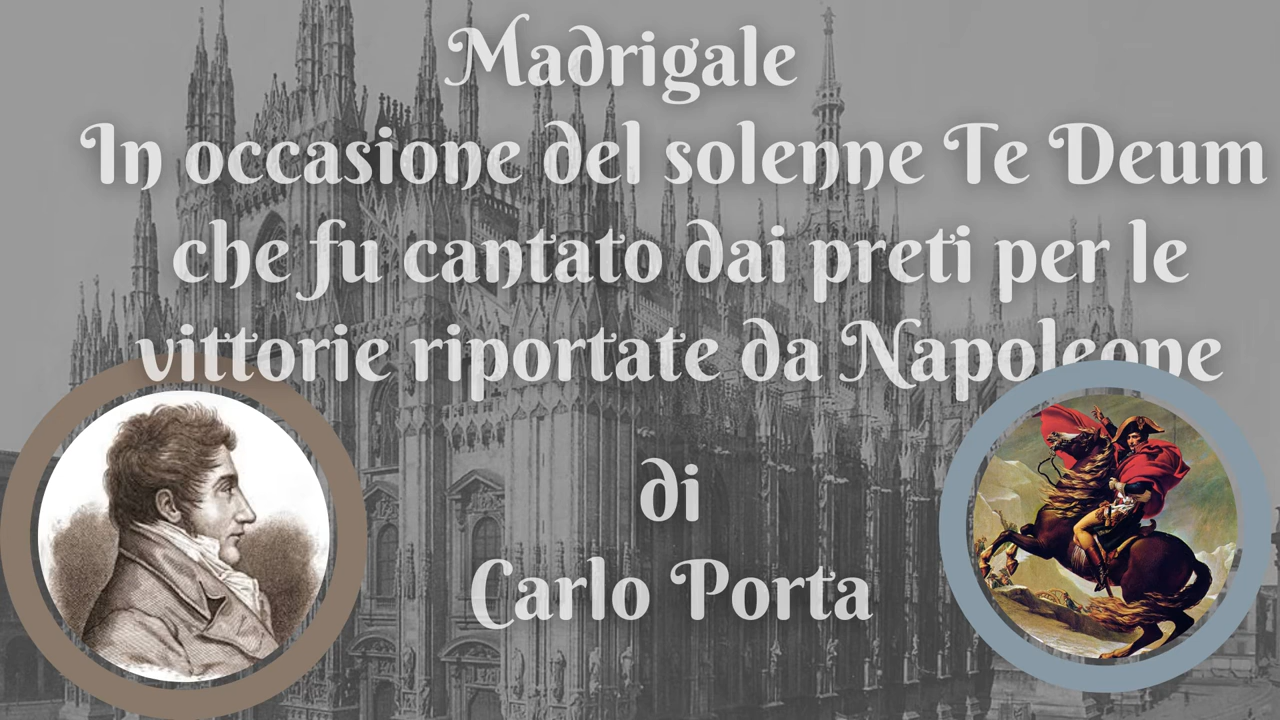 Madrigale
In occasione del solenne Te Deum
che fu cantato dai preti per le
vittorie riportate da Napoleone
di
Carlo Porta